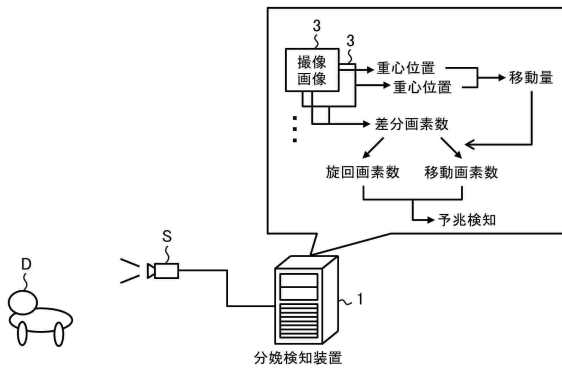 3
3
撮像
画像
重心位置
重心位置
移動量
差分画素数
旋回画素数
移動画素数
予兆検知
S
D
1
分娩検知装置